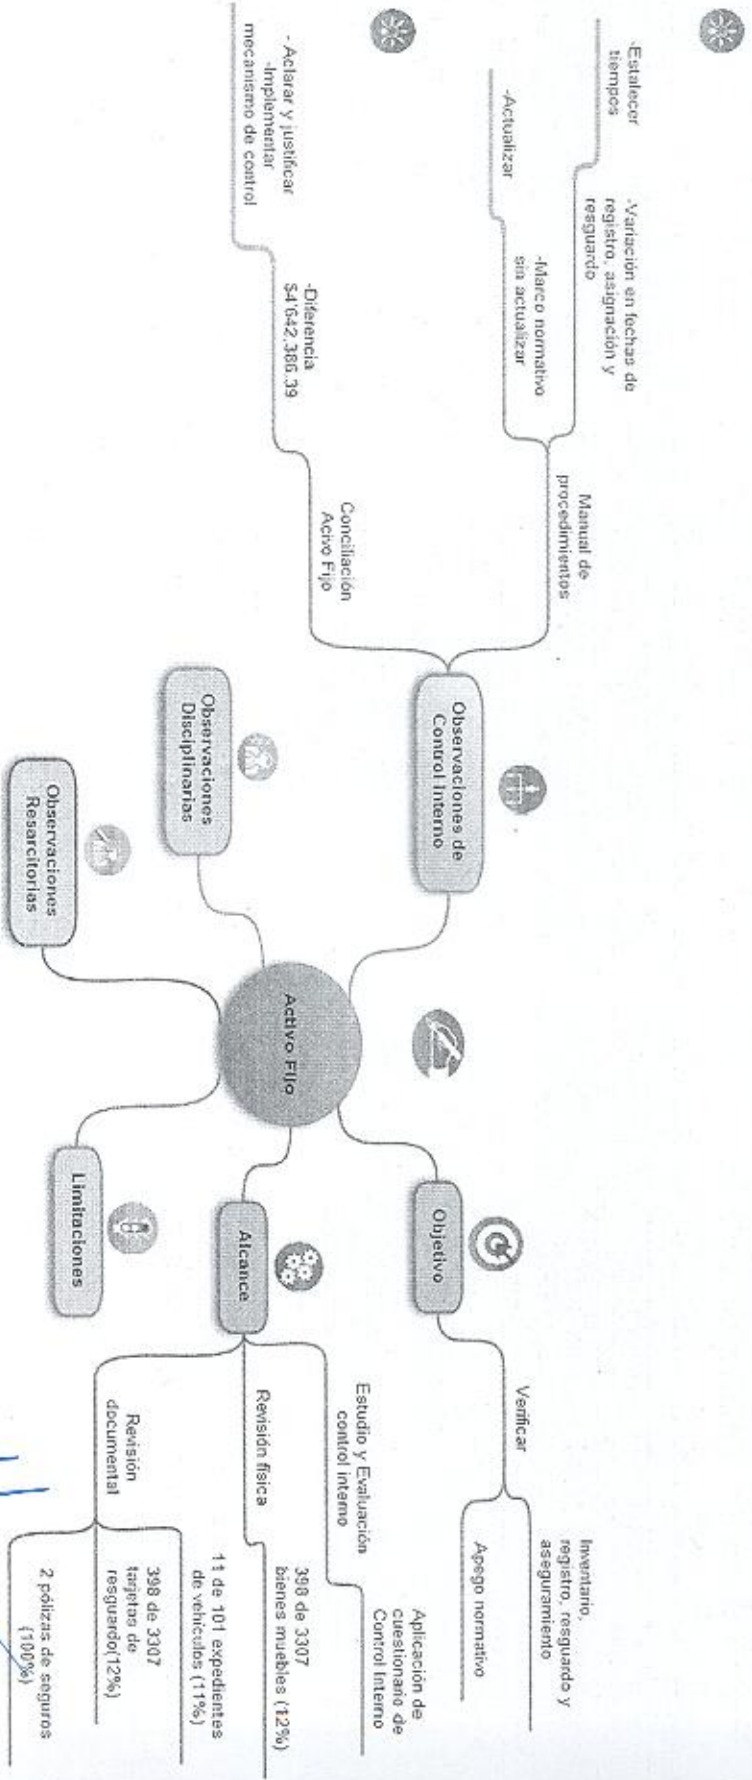 -Estalecer
tiempos
-Variación en fechas de
registro, asignación y
resguardo
-Actualizar
-Marco normativo
sin actualizar
Manual de
procedimientos
- Aclarar y justificar
-Implementar
mecanismo de control
-Diferencia
$4'642,386.39
Conciliación
Acivo Fijo
Observaciones de
Control Interno
Observaciones
Disciplinarias
Observaciones
Resarcitorias
Activo Fijo
Objetivo
Verificar
Inventario,
registro, resguardo y
aseguramiento
Apego normativo
Alcance
Estudio y Evaluación
control interno
Aplicación de
cuestionario de
Control Interno
Revisión física
398 de 3307
bienes muebles (12%)
Revisión
documental
11 de 101 expedientes
de vehículos (11%)
398 de 3307
tarjetas de
resguardo(12%)
2 pólizas de seguros
(100%)
Limitaciones